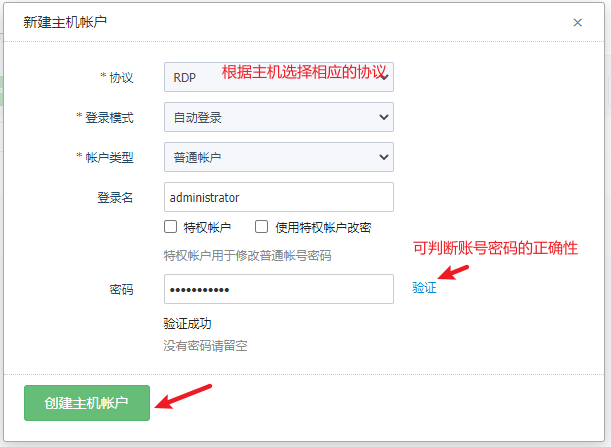 新建主机帐户 ×
* 协议 RDP 根据主机选择相应的协议
* 登录模式 自动登录
* 帐户类型 普通帐户
登录名 administrator
特权帐户 使用特权帐户改密
特权帐户用于修改普通帐号密码
可判断账号密码的正确性
密码 ••••••••••• 验证
验证成功
没有密码请留空
创建主机帐户